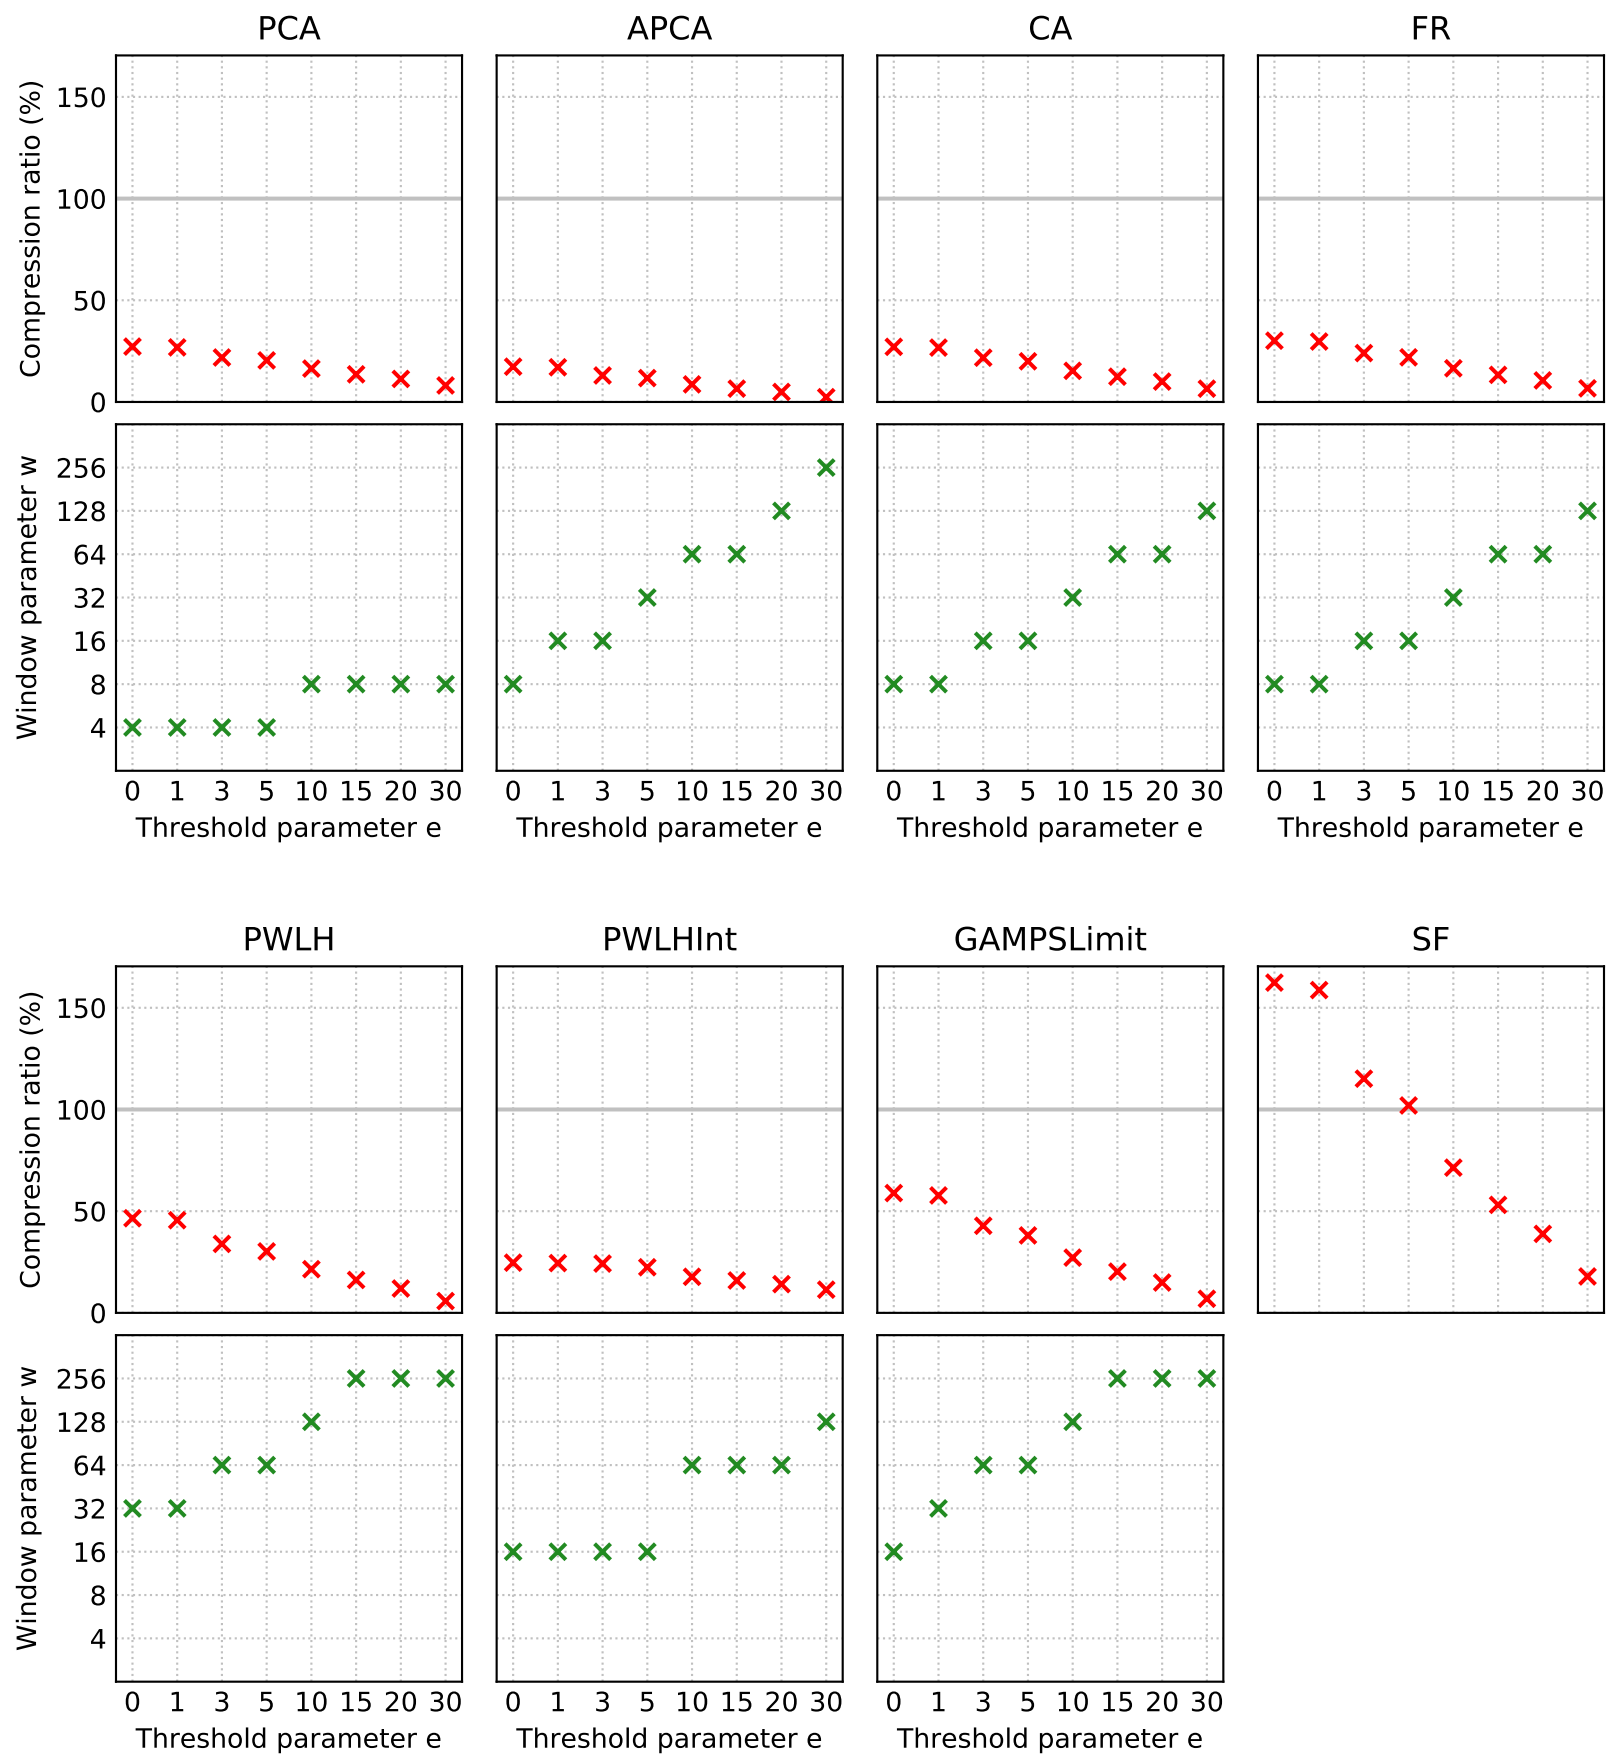 PCA APCA CA FR
Compression ratio (%)
150
100
50
0
Window parameter w
256
128
64
32
16
8
4
0 1 3 5 10 15 20 30 0 1 3 5 10 15 20 30 0 1 3 5 10 15 20 30 0 1 3 5 10 15 20 30
Threshold parameter e Threshold parameter e Threshold parameter e Threshold parameter e
PWLH PWLHInt GAMPSLimit SF
Compression ratio (%)
150
100
50
0
Window parameter w
256
128
64
32
16
8
4
0 1 3 5 10 15 20 30 0 1 3 5 10 15 20 30 0 1 3 5 10 15 20 30
Threshold parameter e Threshold parameter e Threshold parameter e